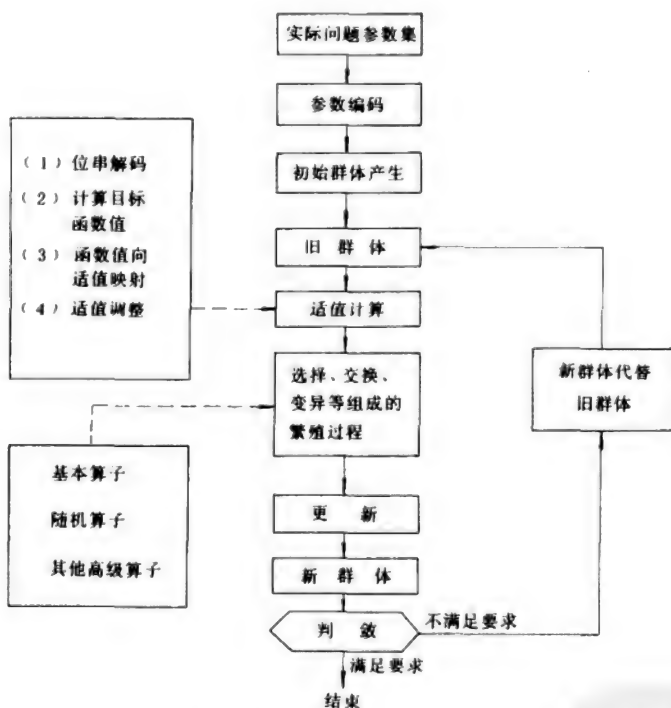 实际问题参数集
参数编码
初始群体产生
旧群体
适值计算
(1)位串解码
(2)计算目标
函数值
(3)函数值向
适值映射
(4)适值调整
选择、交换、
变异等组成的
繁殖过程
新群体代替
旧群体
基本算子
随机算子
其他高级算子
更新
新群体
判敛
不满足要求
满足要求
结束